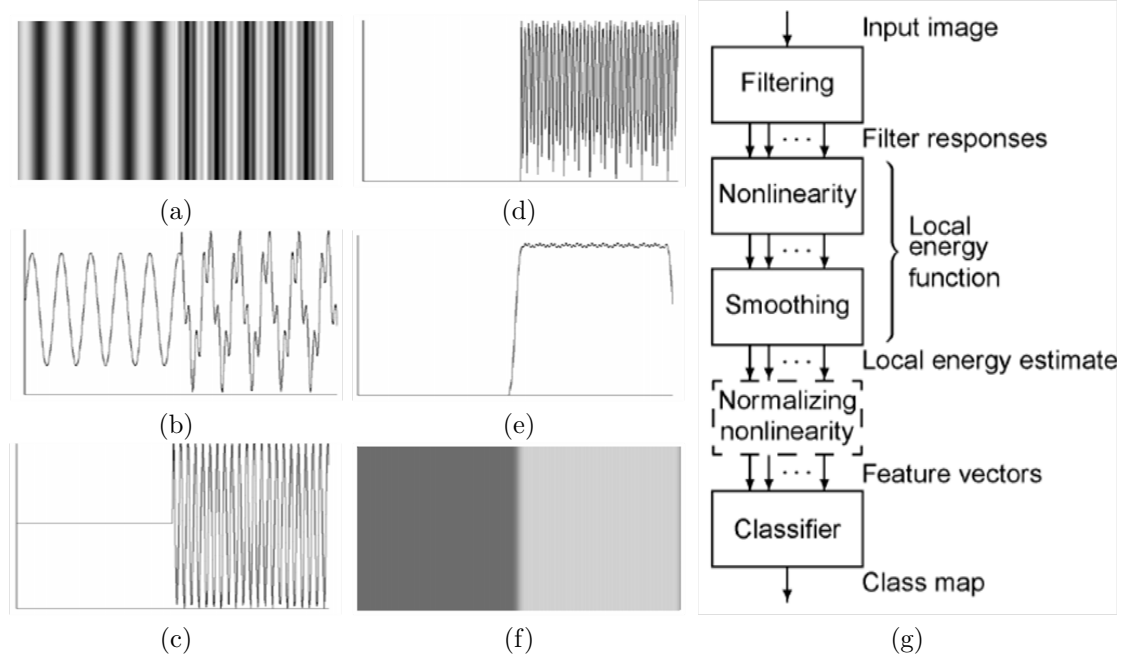 (a)
(d)
(b)
(e)
(c)
(f)
Input image
Filtering
Filter responses
Nonlinearity
Local
energy
function
Smoothing
Local energy estimate
Normalizing
nonlinearity
Feature vectors
Classifier
Class map
(g)